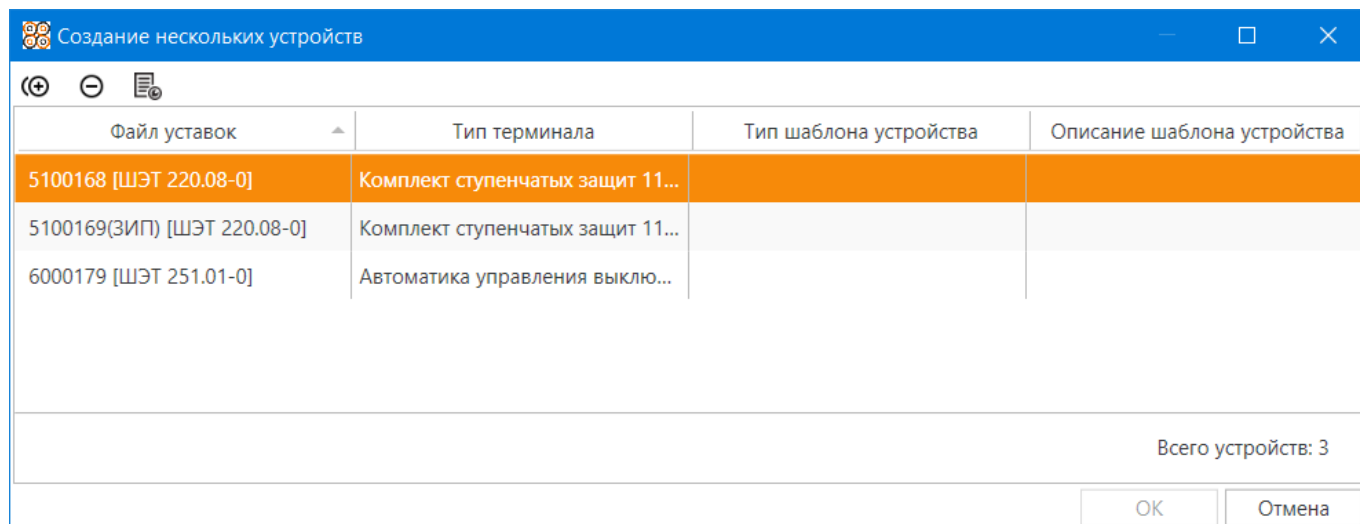 Создание нескольких устройств
Файл уставок Тип терминала Тип шаблона устройства Описание шаблона устройства
5100168 [ШЭТ 220.08-0] Комплект ступенчатых защит 11...
5100169(ЗИП) [ШЭТ 220.08-0] Комплект ступенчатых защит 11...
6000179 [ШЭТ 251.01-0] Автоматика управления выклю...
Всего устройств: 3
ОК Отмена